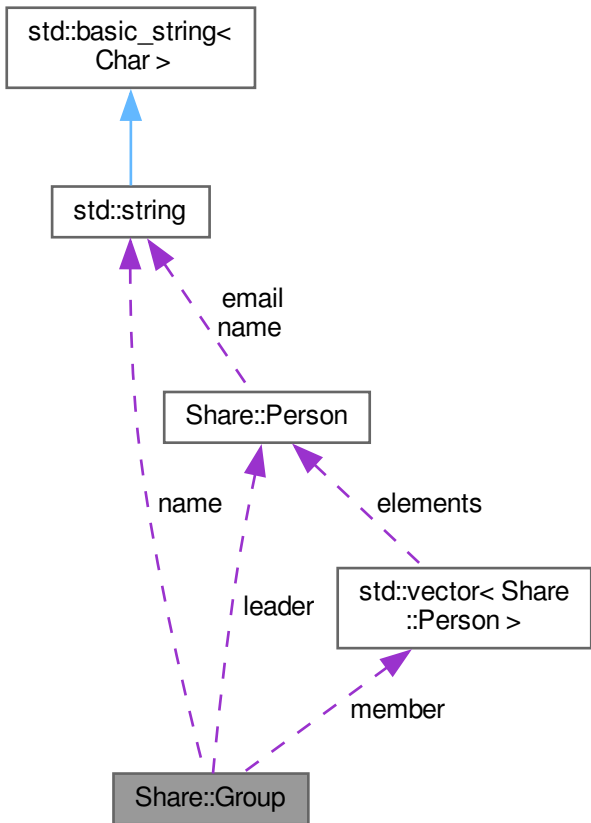 std::basic_string<
Char >
std::string
email
name
Share::Person
name
elements
leader
std::vector< Share
::Person >
member
Share::Group